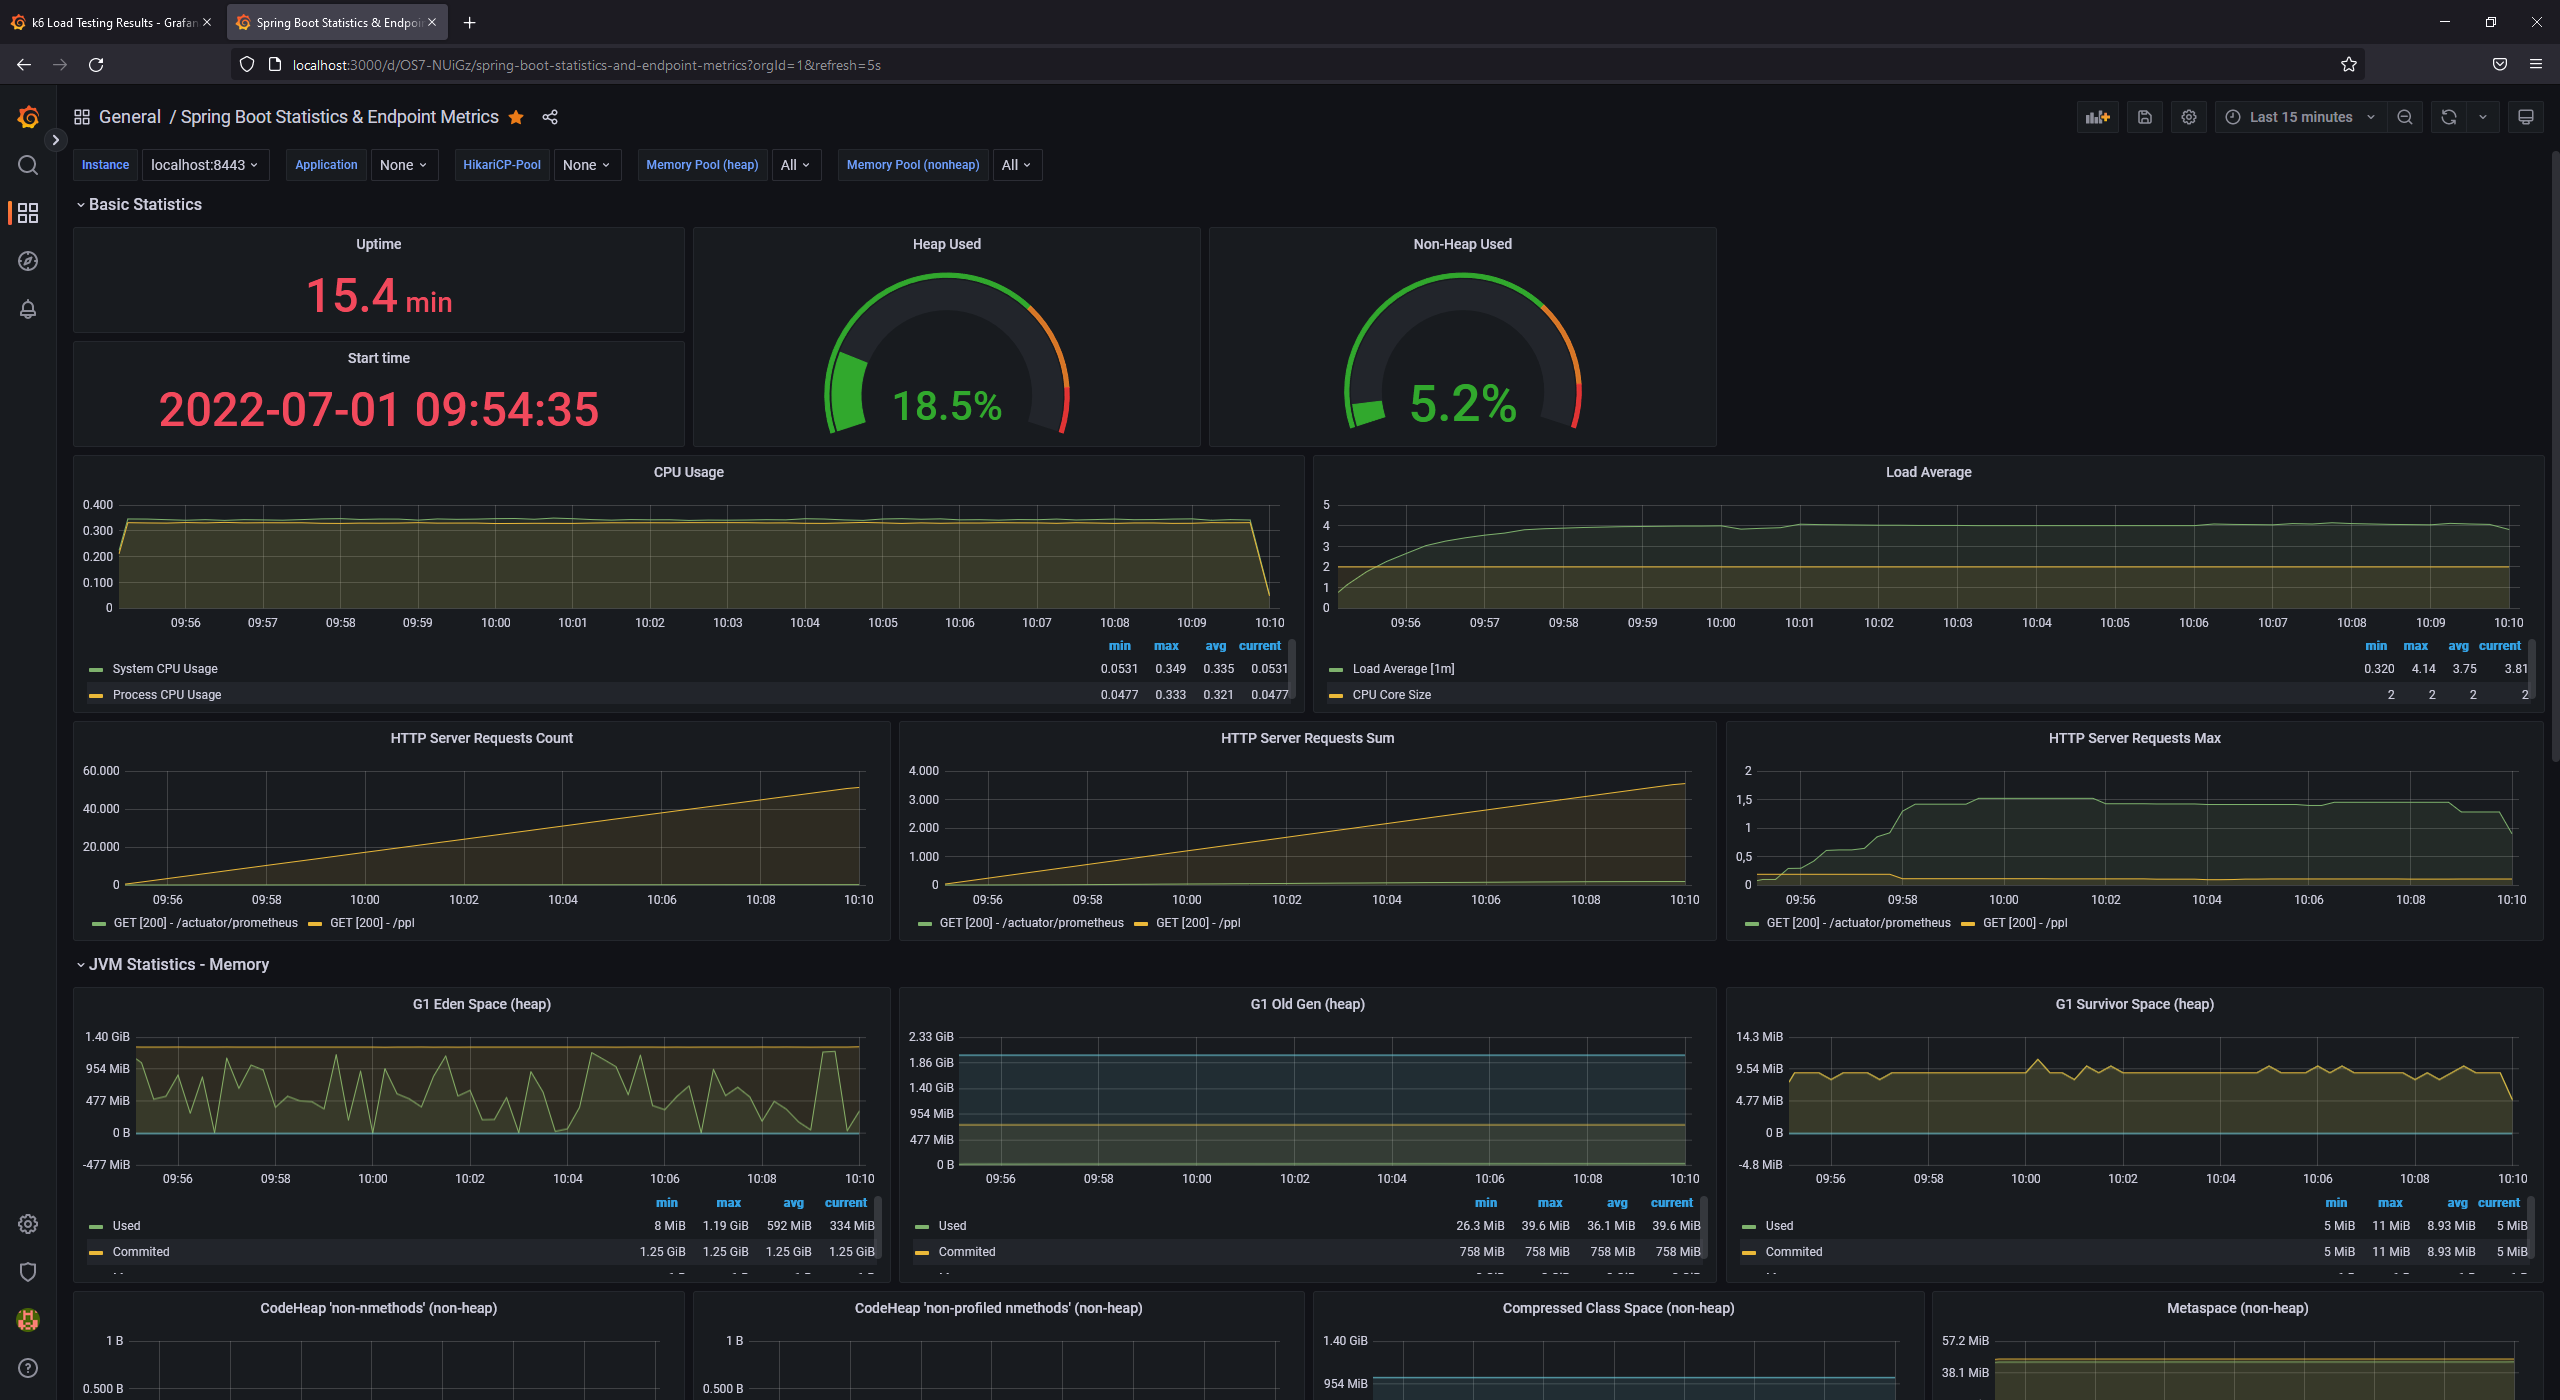 k6 Load Testing Results - Grafan
Spring Boot Statistics & Endpoi
localhost:3000/d/OS7-NUiGz/spring-boot-statistics-and-endpoint-metrics?orgId=1&refresh=5s
General / Spring Boot Statistics & Endpoint Metrics
Last 15 minutes
Instance localhost:8443 Application None HikariCP-Pool None Memory Pool (heap) All Memory Pool (nonheap) All
Basic Statistics
Uptime
15.4 min
Start time
2022-07-01 09:54:35
Heap Used
18.5%
Non-Heap Used
5.2%
CPU Usage
0.400
0.300
0.200
0.100
0
09:56 09:57 09:58 09:59 10:00 10:01 10:02 10:03 10:04 10:05 10:06 10:07 10:08 10:09 10:10
min max avg current
System CPU Usage 0.0531 0.349 0.335 0.0531
Process CPU Usage 0.0477 0.333 0.321 0.0477
Load Average
5
4
3
2
1
0
09:56 09:57 09:58 09:59 10:00 10:01 10:02 10:03 10:04 10:05 10:06 10:07 10:08 10:09 10:10
min max avg current
Load Average [1m] 0.320 4.14 3.75 3.81
CPU Core Size 2 2 2 2
HTTP Server Requests Count
60.000
40.000
20.000
0
09:56 09:58 10:00 10:02 10:04 10:06 10:08 10:10
GET [200] - /actuator/prometheus GET [200] - /ppl
HTTP Server Requests Sum
4.000
3.000
2.000
1.000
0
09:56 09:58 10:00 10:02 10:04 10:06 10:08 10:10
GET [200] - /actuator/prometheus GET [200] - /ppl
HTTP Server Requests Max
2
1,5
1
0,5
0
09:56 09:58 10:00 10:02 10:04 10:06 10:08 10:10
GET [200] - /actuator/prometheus GET [200] - /ppl
JVM Statistics - Memory
G1 Eden Space (heap)
1.40 GiB
954 MiB
477 MiB
0 B
-477 MiB
09:56 09:58 10:00 10:02 10:04 10:06 10:08 10:10
min max avg current
Used 8 MiB 1.19 GiB 592 MiB 334 MiB
Commited 1.25 GiB 1.25 GiB 1.25 GiB 1.25 GiB
G1 Old Gen (heap)
2.33 GiB
1.86 GiB
1.40 GiB
954 MiB
477 MiB
0 B
09:56 09:58 10:00 10:02 10:04 10:06 10:08 10:10
min max avg current
Used 26.3 MiB 39.6 MiB 36.1 MiB 39.6 MiB
Commited 758 MiB 758 MiB 758 MiB 758 MiB
G1 Survivor Space (heap)
14.3 MiB
9.54 MiB
4.77 MiB
0 B
-4.8 MiB
09:56 09:58 10:00 10:02 10:04 10:06 10:08 10:10
min max avg current
Used 5 MiB 11 MiB 8.93 MiB 5 MiB
Commited 5 MiB 11 MiB 8.93 MiB 5 MiB
CodeHeap 'non-nmethods' (non-heap)
1 B
0.500 B
CodeHeap 'non-profiled nmethods' (non-heap)
1 B
0.500 B
Compressed Class Space (non-heap)
1.40 GiB
954 MiB
Metaspace (non-heap)
57.2 MiB
38.1 MiB